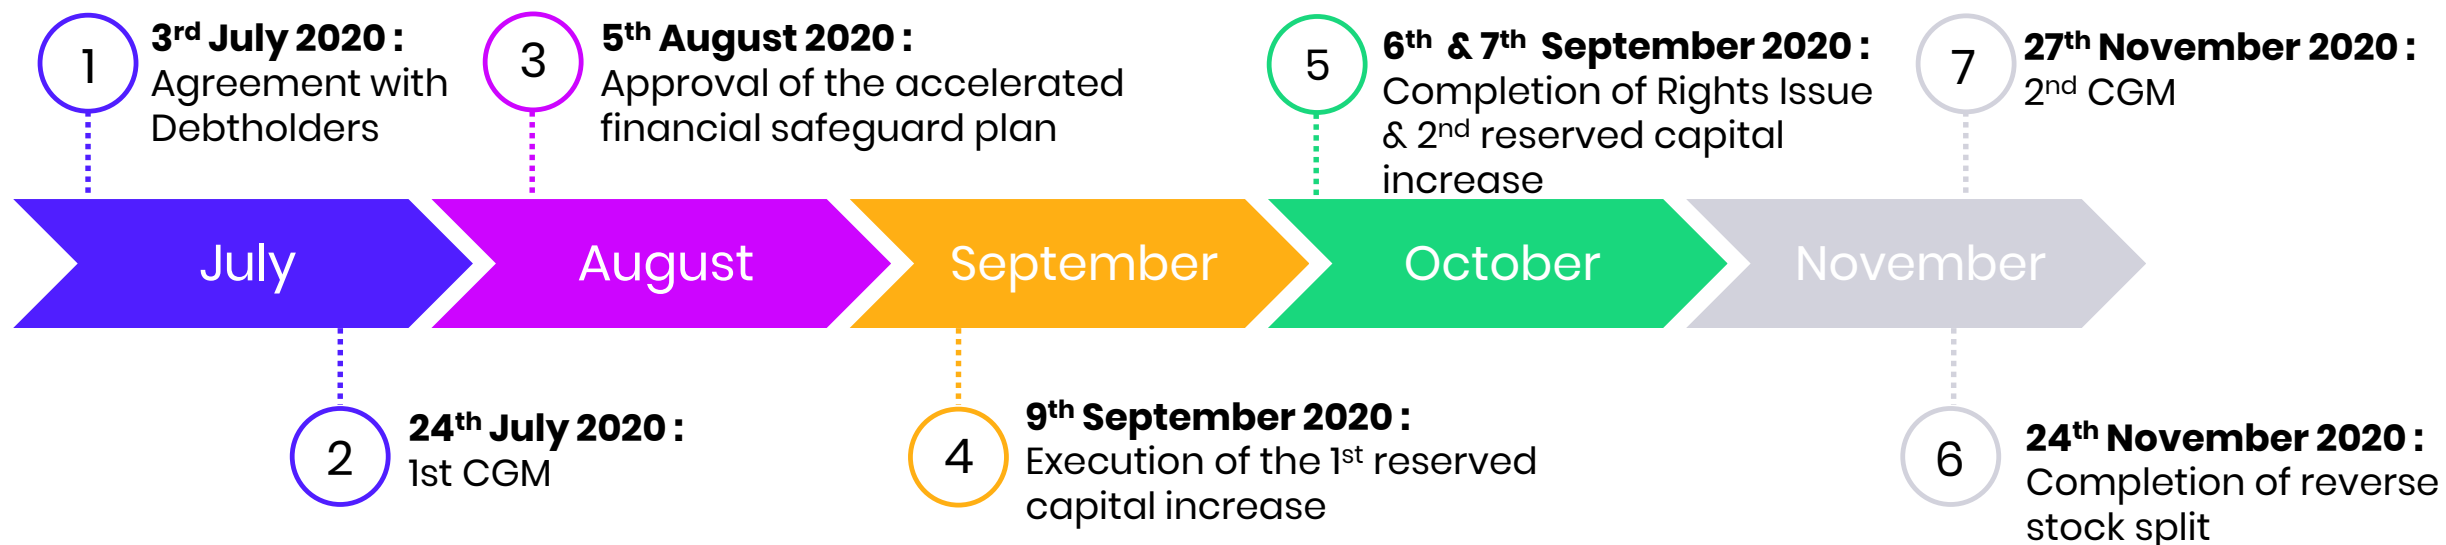 1
3rd July 2020 :
Agreement with
Debtholders
3
5th August 2020 :
Approval of the accelerated
financial safeguard plan
5
6th & 7th September 2020 :
Completion of Rights Issue
& 2nd reserved capital
increase
7
27th November 2020 :
2nd CGM
July
August
September
October
November
2
24th July 2020 :
1st CGM
4
9th September 2020 :
Execution of the 1st reserved
capital increase
6
24th November 2020 :
Completion of reverse
stock split